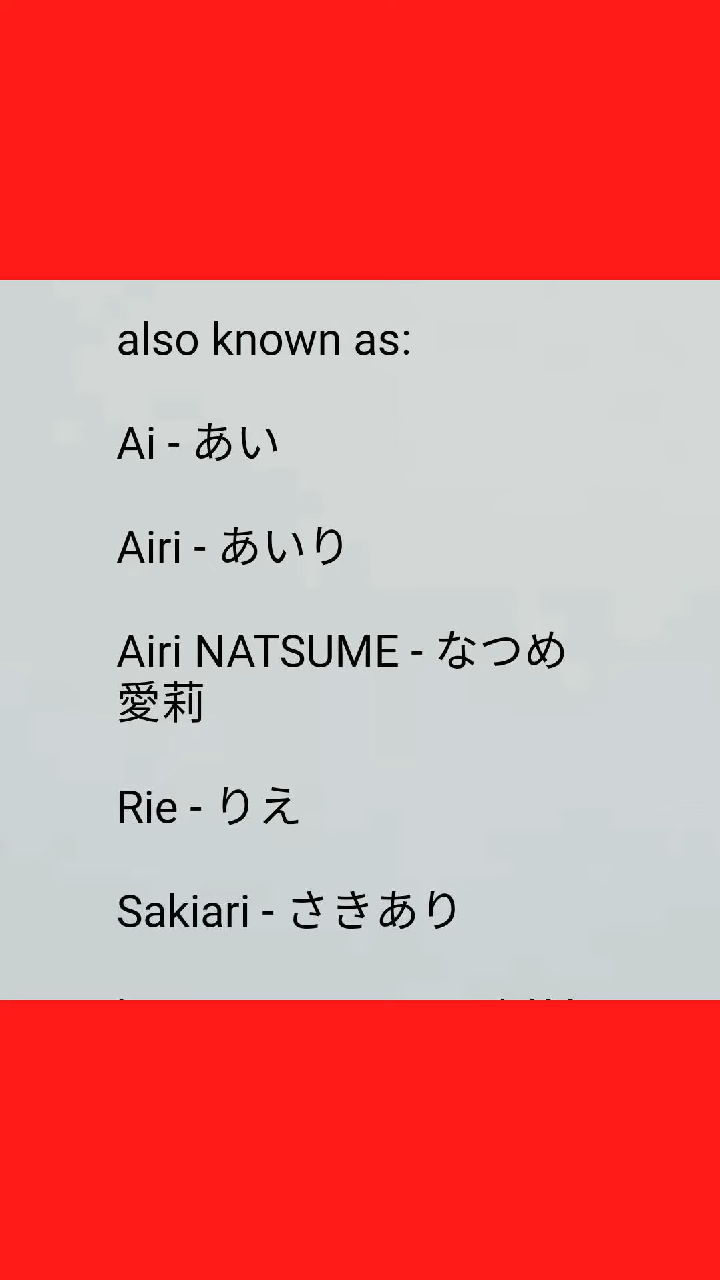 also known as:
Ai - あい
Airi - あいり
Airi NATSUME - なつめ
愛莉
Rie - りえ
Sakiari - さきあり